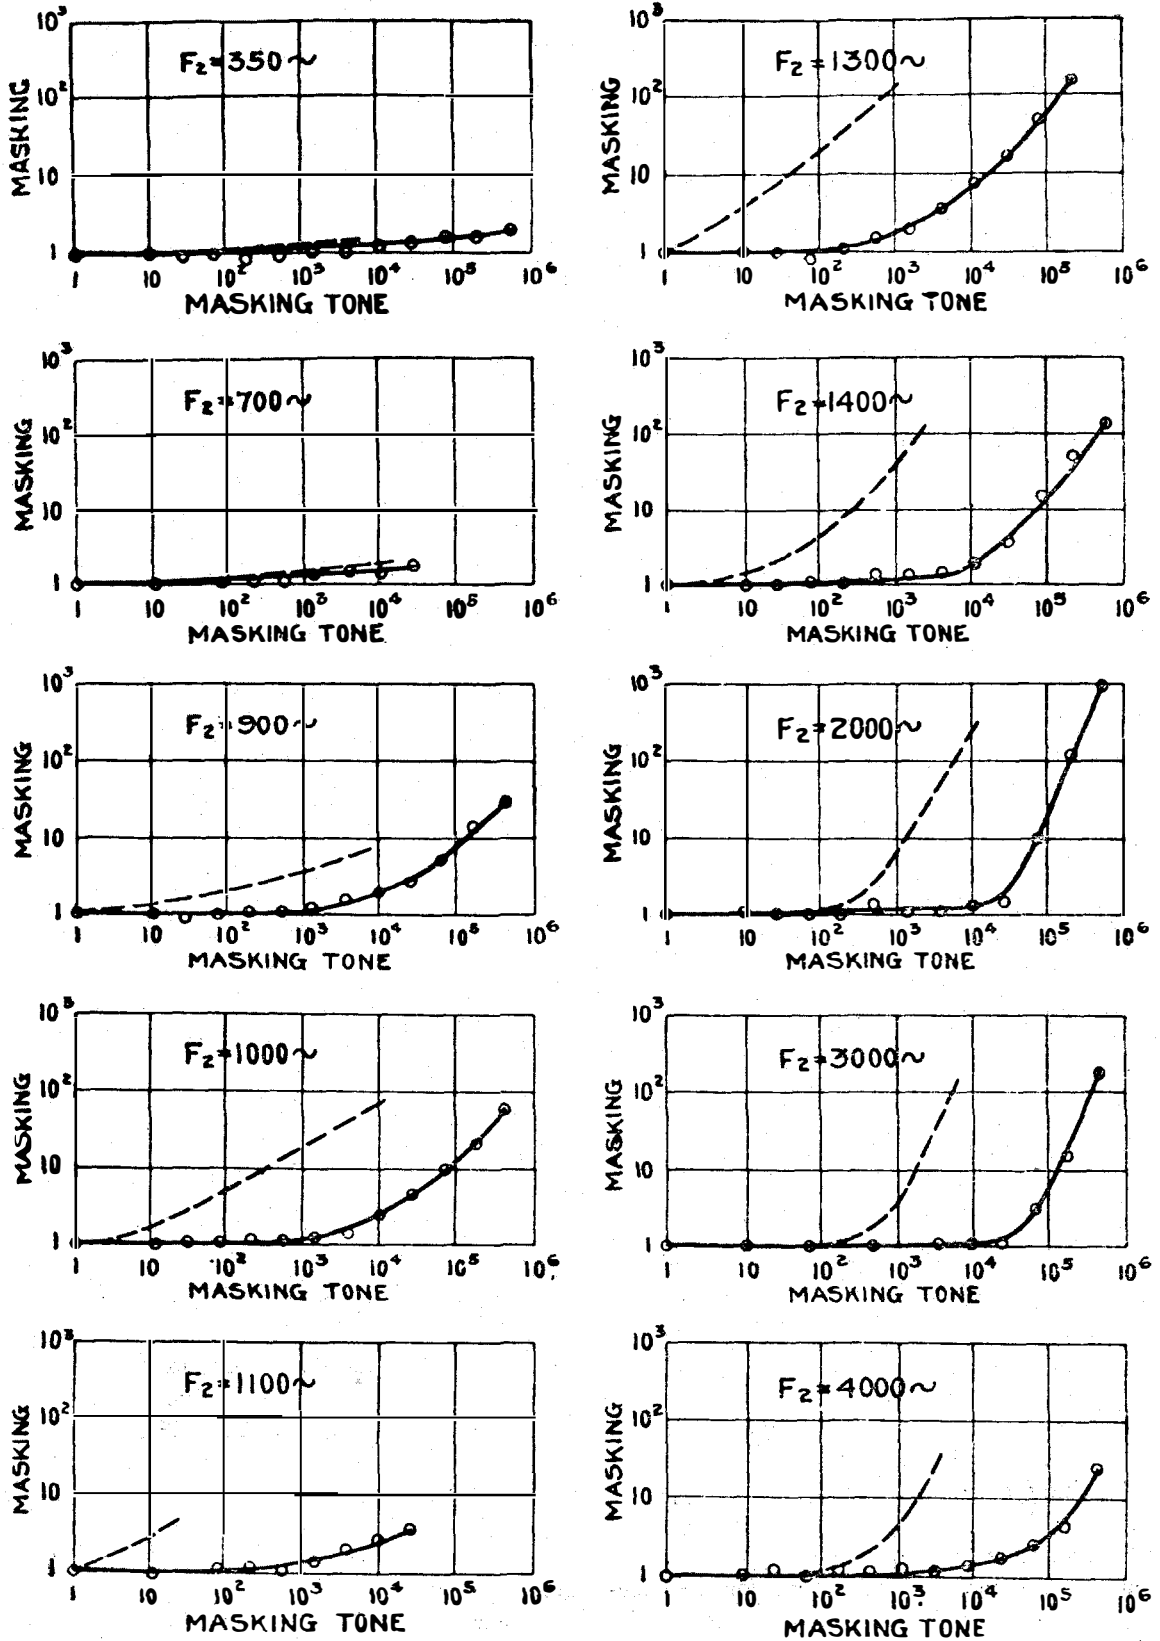 10³
F₂=350~
MASKING
10²
10
1
1 10 10² 10³ 10⁴ 10⁵ 10⁶
MASKING TONE
10³
F₂=1300~
MASKING
10²
10
1
1 10 10² 10³ 10⁴ 10⁵ 10⁶
MASKING TONE
10³
F₂=700~
MASKING
10²
10
1
1 10 10² 10³ 10⁴ 10⁵ 10⁶
MASKING TONE
10³
F₂=1400~
MASKING
10²
10
1
1 10 10² 10³ 10⁴ 10⁵ 10⁶
MASKING TONE
10³
F₂=900~
MASKING
10²
10
1
1 10 10² 10³ 10⁴ 10⁵ 10⁶
MASKING TONE
10³
F₂=2000~
MASKING
10²
10
1
1 10 10² 10³ 10⁴ 10⁵ 10⁶
MASKING TONE
10³
F₂=1000~
MASKING
10²
10
1
1 10 10² 10³ 10⁴ 10⁵ 10⁶
MASKING TONE
10³
F₂=3000~
MASKING
10²
10
1
1 10 10² 10³ 10⁴ 10⁵ 10⁶
MASKING TONE
10³
F₂=1100~
MASKING
10²
10
1
1 10 10² 10³ 10⁴ 10⁵ 10⁶
MASKING TONE
10³
F₂=4000~
MASKING
10²
10
1
1 10 10² 10³ 10⁴ 10⁵ 10⁶
MASKING TONE